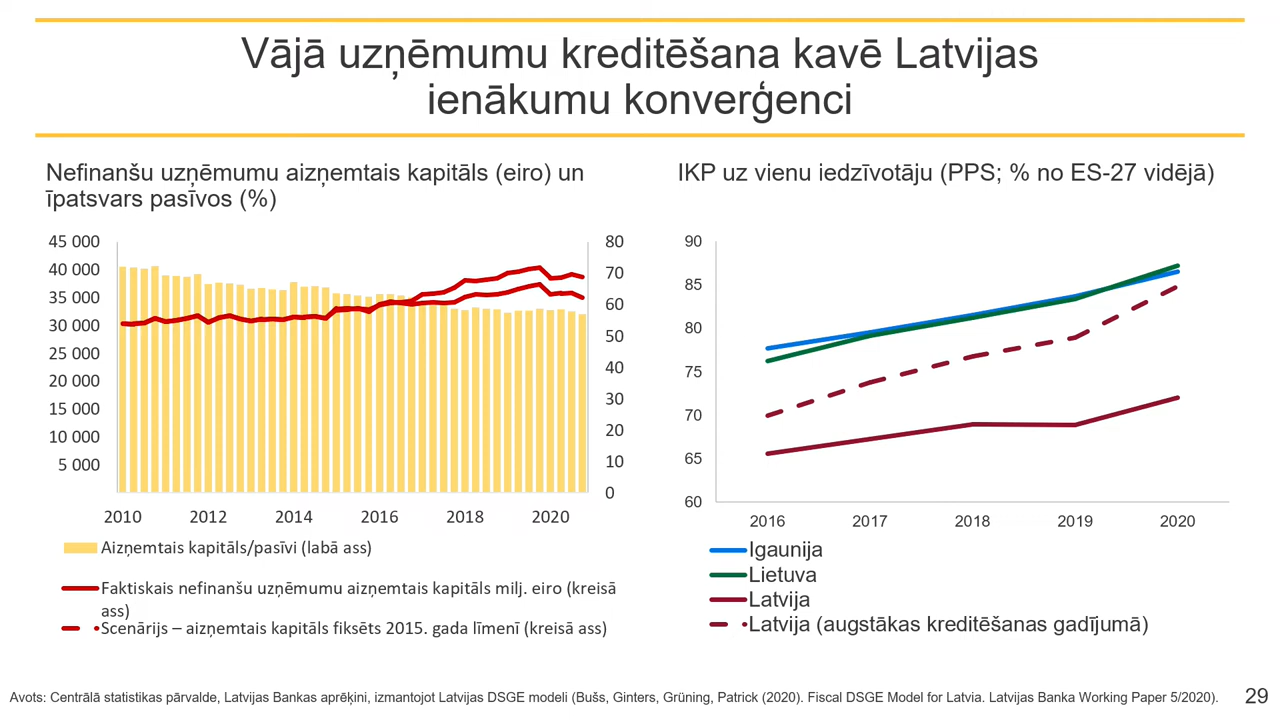 Vājā uzņēmumu kreditēšana kavē Latvijas
ienākumu konverģenci
Nefinanšu uzņēmumu aizņemtais kapitāls (eiro) un
īpatsvars pasīvos (%)
45 000
40 000
35 000
30 000
25 000
20 000
15 000
10 000
5 000
80
70
60
50
40
30
20
10
0
2010 2012 2014 2016 2018 2020
Aizņemtais kapitāls/pasīvi (labā ass)
Faktiskais nefinanšu uzņēmumu aizņemtais kapitāls milj. eiro (kreisā
ass)
Scenārijs – aizņemtais kapitāls fiksēts 2015. gada līmenī (kreisā ass)
IKP uz vienu iedzīvotāju (PPS; % no ES-27 vidējā)
90
85
80
75
70
65
60
2016 2017 2018 2019 2020
Igaunija
Lietuva
Latvija
Latvija (augstākas kreditēšanas gadījumā)
Avots: Centrālā statistikas pārvalde, Latvijas Bankas aprēķini, izmantojot Latvijas DSGE modeli (Bušs, Ginters, Grüning, Patrick (2020). Fiscal DSGE Model for Latvia. Latvijas Banka Working Paper 5/2020).
29